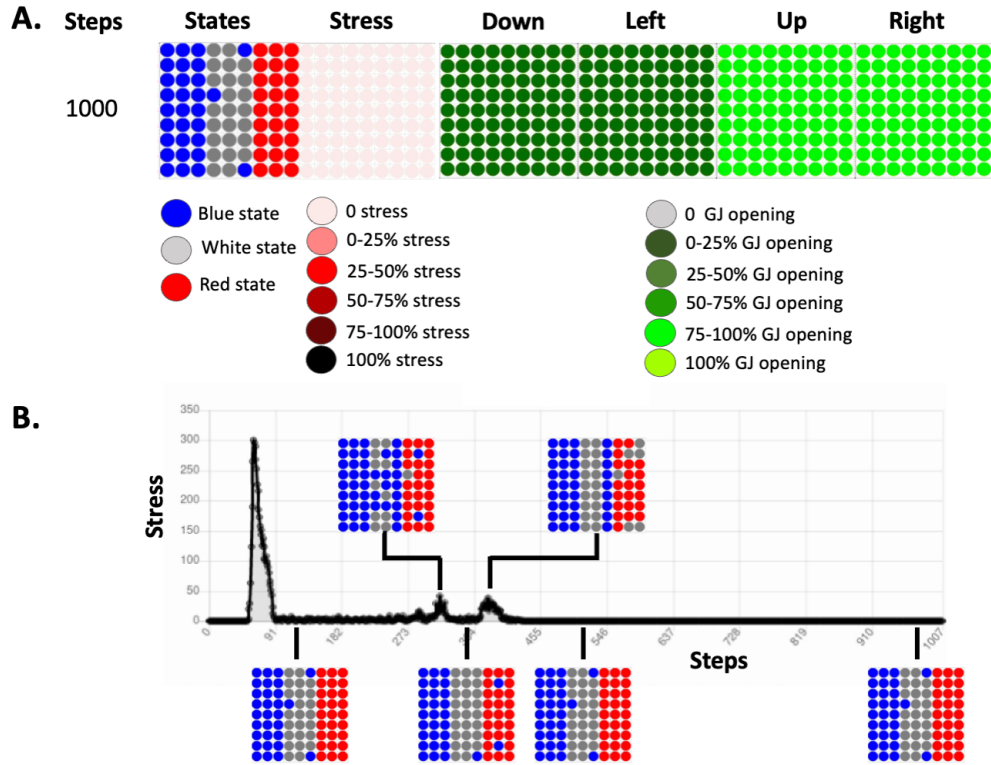 A. Steps States Stress Down Left Up Right
1000
Blue state 0 stress 0 GJ opening
White state 0-25% stress 0-25% GJ opening
Red state 25-50% stress 25-50% GJ opening
50-75% stress 50-75% GJ opening
75-100% stress 75-100% GJ opening
100% stress 100% GJ opening
B.
350
300
250
200
150
100
50
0
Stress
0 91 182 273 455 546 637 728 819 910 1007
Steps